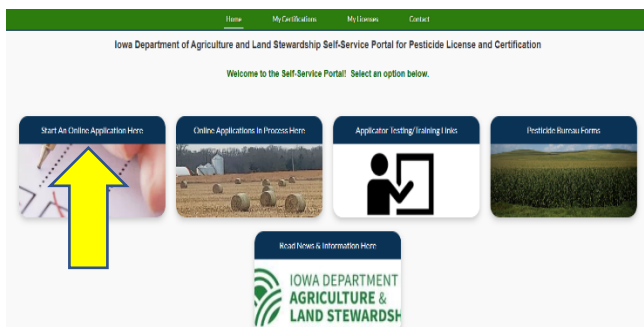 Home My Certifications My Licenses Contact
Iowa Department of Agriculture and Land Stewardship Self-Service Portal for Pesticide License and Certification
Welcome to the Self-Service Portal! Select an option below.
Start An Online Application Here
Online Applications In Process Here
Applicator Testing/Training Links
Pesticide Bureau Forms
Read News & Information Here
IOWA DEPARTMENT
AGRICULTURE &
LAND STEWARDSH